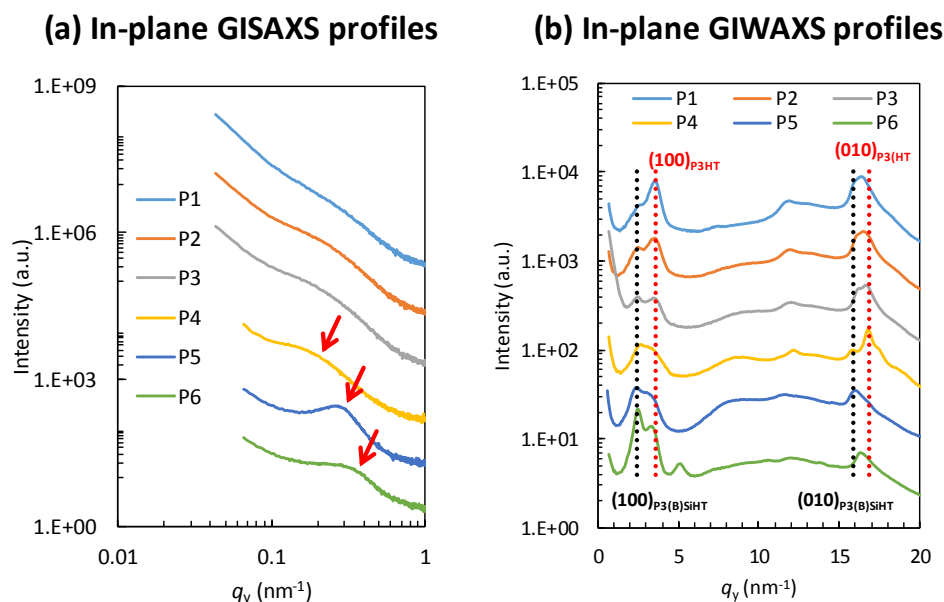 (a) In-plane GISAXS profiles
1.E+09
1.E+06
1.E+03
1.E+00
Intensity (a.u.)
P1
P2
P3
P4
P5
P6
0.01 0.1 1
qy (nm-1)
(b) In-plane GIWAXS profiles
1.E+05
1.E+04
1.E+03
1.E+02
1.E+01
1.E+00
Intensity (a.u.)
P1 P2 P3
P4 P5 P6
(100)P3HT
(010)P3(HT
(100)P3(B)SiHT
(010)P3(B)SiHT
0 5 10 15 20
qy (nm-1)